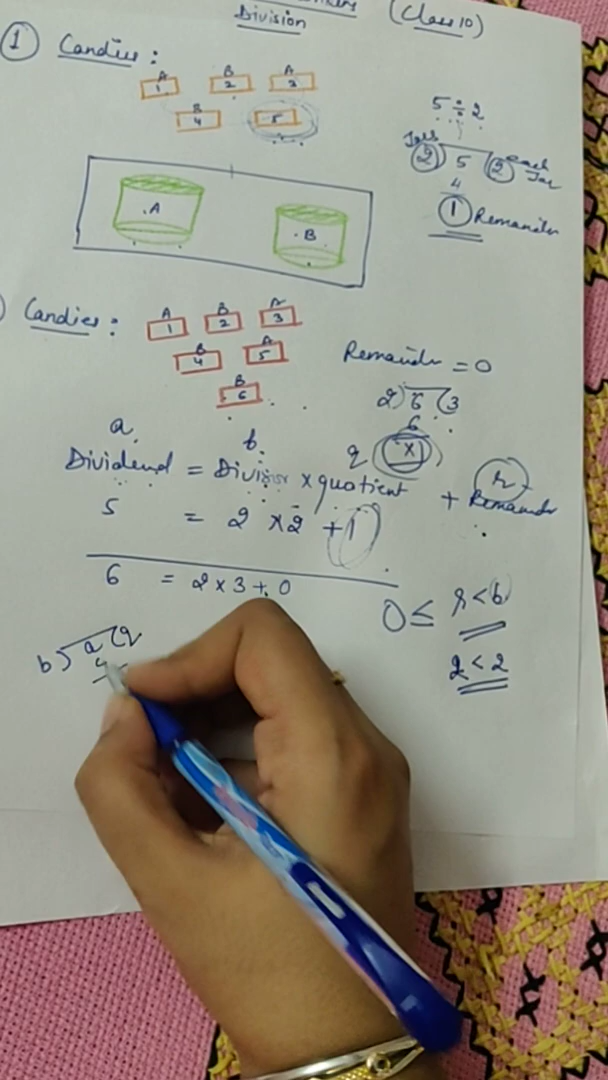 Division
(Class 10)
1 Candies :
A B A
1 2 3
B
4 5
A
B
5 ÷ 2
Jars each
2) 5 (2 Jar
4
1 Remainder
Candies :
A B A
1 2 3
B A
4 5
B
6
Remainder = 0
2) 6 (3
6
x
a b q r
Dividend = Divisor x quotient + Remainder
5 = 2 x 2 + 1
6 = 2 x 3 + 0
0 ≤ r < b
2 < 2
b) a (q